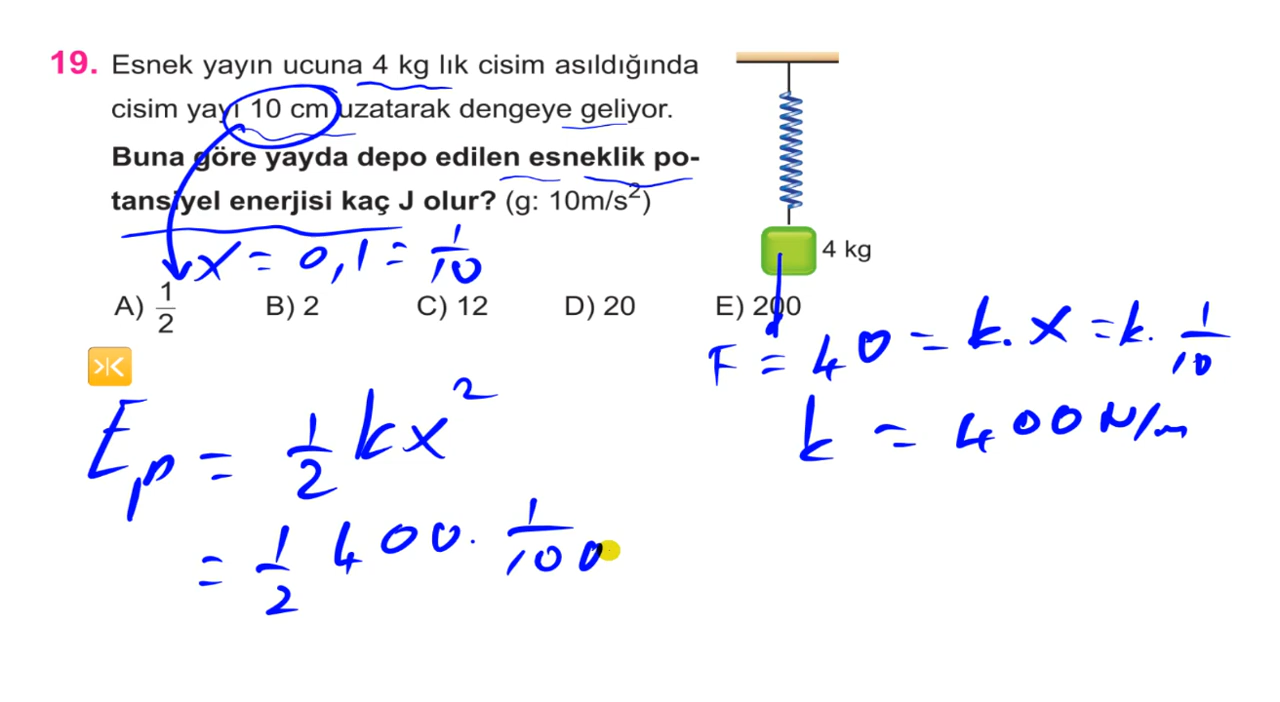 19. Esnek yayın ucuna 4 kg lık cisim asıldığında
cisim yayı 10 cm uzatarak dengeye geliyor.
Buna göre yayda depo edilen esneklik po-
tansiyel enerjisi kaç J olur? (g: 10m/s²)
x = 0,1 = 1/10
4 kg
A) 1/2 B) 2 C) 12 D) 20 E) 200
F = 40 = k. x = k. 1/10
k = 400 N/m
Ep = 1/2 kx²
= 1/2 400. 1/100